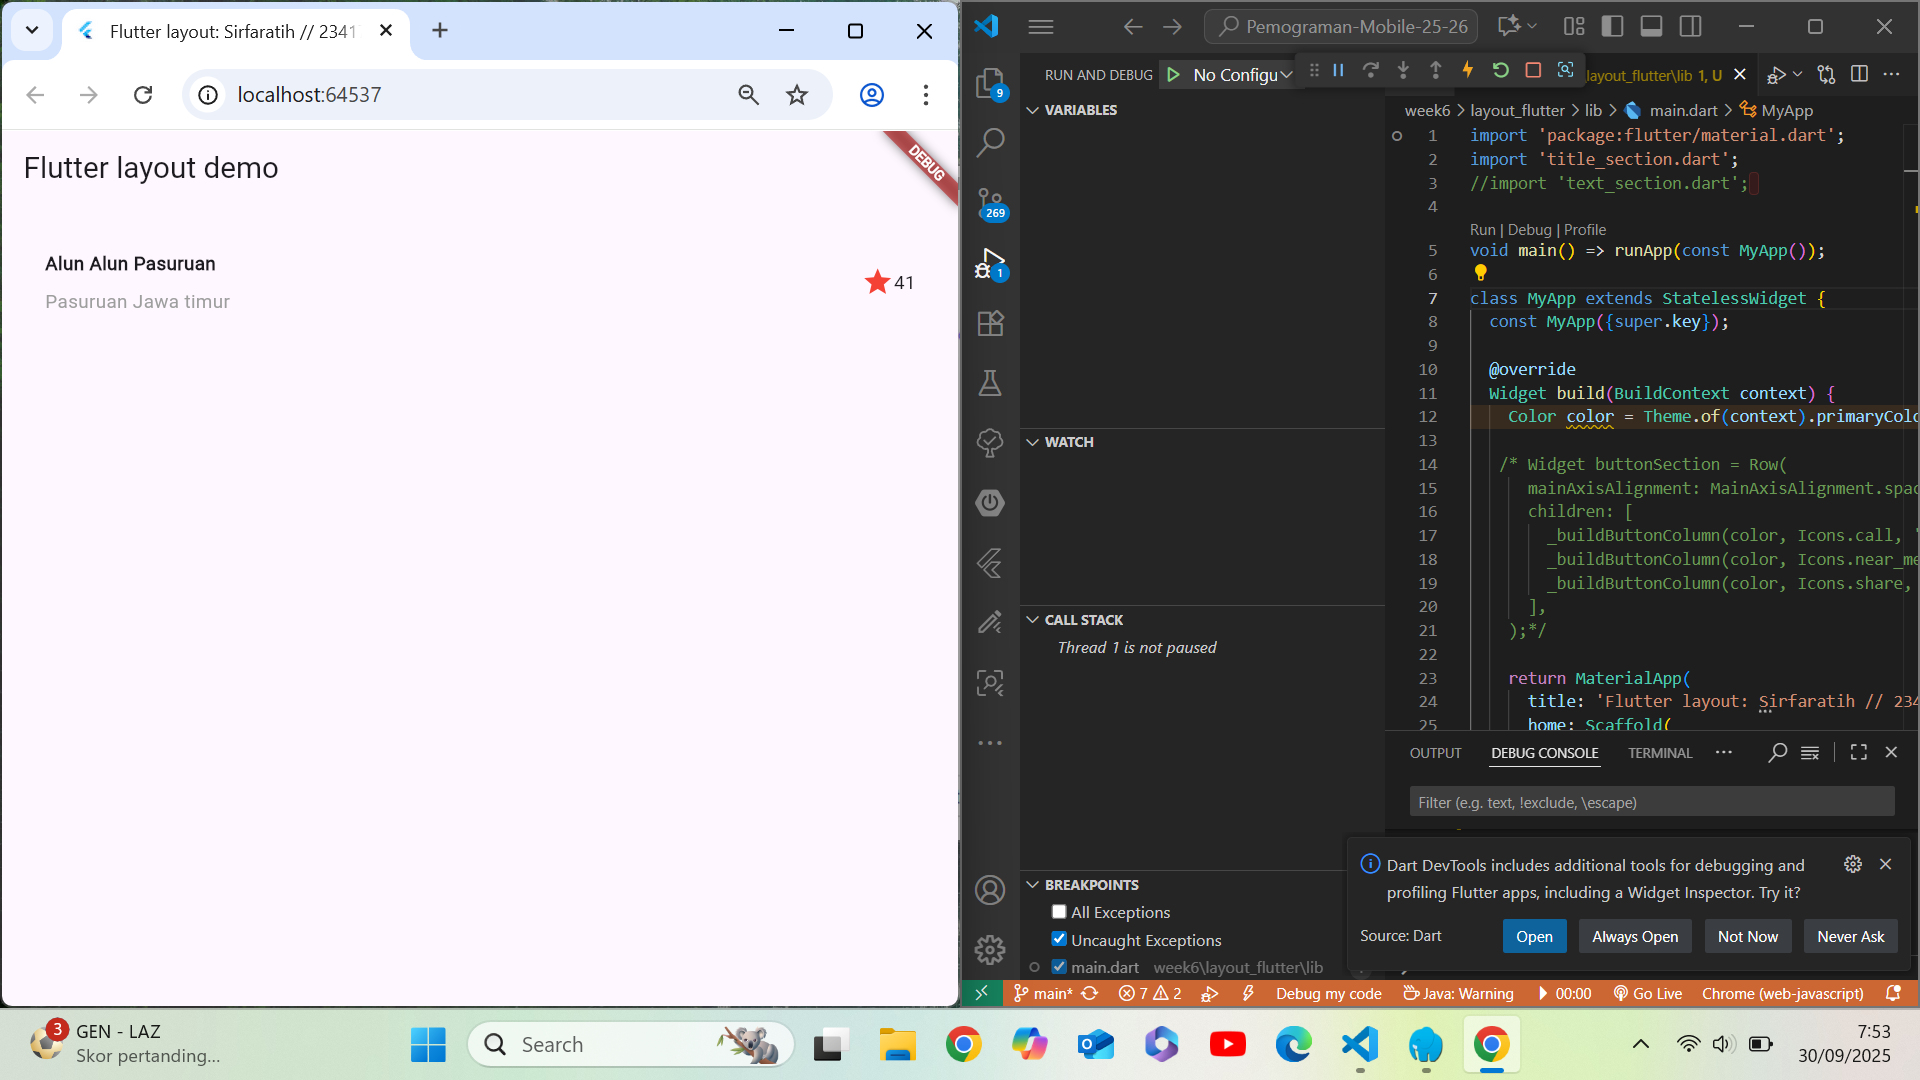 Flutter layout: Sirfaratih // 2341
localhost:64537
Flutter layout demo
DEBUG
Alun Alun Pasuruan
Pasuruan Jawa timur
41
Pemograman-Mobile-25-26
RUN AND DEBUG
No Configu
layout_flutter\lib 1, U
9
269
1
VARIABLES
WATCH
CALL STACK
Thread 1 is not paused
BREAKPOINTS
All Exceptions
Uncaught Exceptions
main.dart week6\layout_flutter\lib
week6 > layout_flutter > lib > main.dart > MyApp
1 import 'package:flutter/material.dart';
2 import 'title_section.dart';
3 //import 'text_section.dart';
4
Run | Debug | Profile
5 void main() => runApp(const MyApp());
6
7 class MyApp extends StatelessWidget {
8 const MyApp({super.key});
9
10 @override
11 Widget build(BuildContext context) {
12 Color color = Theme.of(context).primaryColo
13
14 /* Widget buttonSection = Row(
15 mainAxisAlignment: MainAxisAlignment.spac
16 children: [
17 _buildButtonColumn(color, Icons.call, '
18 _buildButtonColumn(color, Icons.near_me
19 _buildButtonColumn(color, Icons.share,
20 ],
21 );*/
22
23 return MaterialApp(
24 title: 'Flutter layout: Sirfaratih // 234
25 home: Scaffold(
OUTPUT DEBUG CONSOLE TERMINAL
Filter (e.g. text, !exclude, \escape)
Dart DevTools includes additional tools for debugging and
profiling Flutter apps, including a Widget Inspector. Try it?
Source: Dart
Open
Always Open
Not Now
Never Ask
main* 7 2 Debug my code Java: Warning 00:00 Go Live Chrome (web-javascript)
3
GEN - LAZ
Skor pertanding...
Search
7:53
30/09/2025